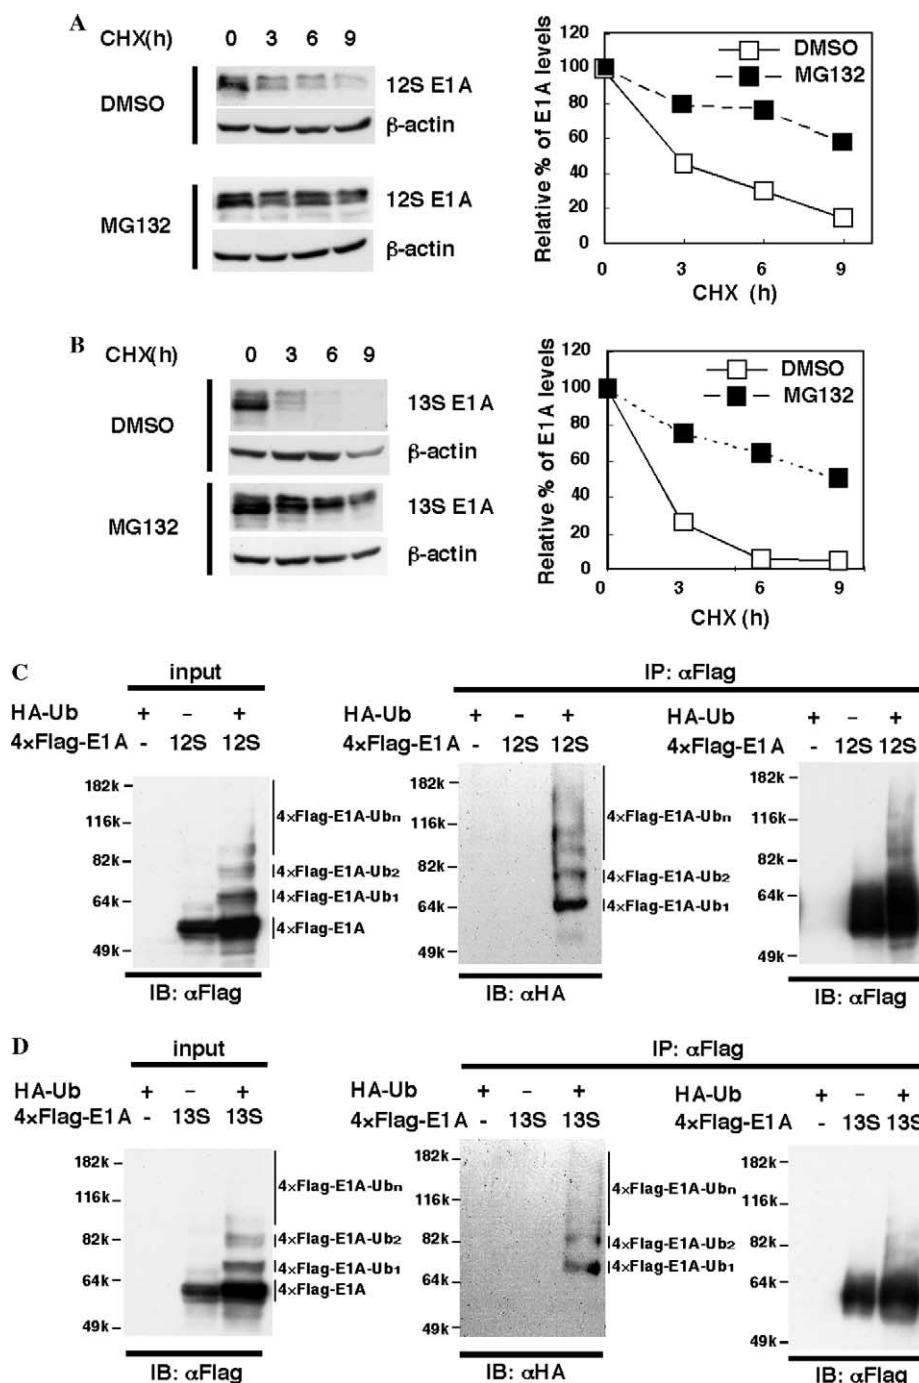 A
CHX(h) 0 3 6 9
DMSO
12S E1A
β-actin
MG132
12S E1A
β-actin
Relative % of E1A levels
120
100
80
60
40
20
0
DMSO
MG132
0 3 6 9
CHX (h)
B
CHX(h) 0 3 6 9
DMSO
13S E1A
β-actin
MG132
13S E1A
β-actin
Relative % of E1A levels
120
100
80
60
40
20
0
DMSO
MG132
0 3 6 9
CHX (h)
C
input
HA-Ub + – +
4×Flag-E1A - 12S 12S
182k
116k
82k
64k
49k
4×Flag-E1A-Ubn
4×Flag-E1A-Ub2
4×Flag-E1A-Ub1
4×Flag-E1A
IB: αFlag
IP: αFlag
HA-Ub + - +
4×Flag-E1A - 12S 12S
182k
116k
82k
64k
49k
4×Flag-E1A-Ubn
4×Flag-E1A-Ub2
4×Flag-E1A-Ub1
IB: αHA
HA-Ub + – +
4×Flag-E1A - 12S 12S
182k
116k
82k
64k
49k
IB: αFlag
D
input
HA-Ub + – +
4×Flag-E1A - 13S 13S
182k
116k
82k
64k
49k
4×Flag-E1A-Ubn
4×Flag-E1A-Ub2
4×Flag-E1A-Ub1
4×Flag-E1A
IB: αFlag
IP: αFlag
HA-Ub + – +
4×Flag-E1A - 13S 13S
182k
116k
82k
64k
49k
4×Flag-E1A-Ubn
4×Flag-E1A-Ub2
4×Flag-E1A-Ub1
IB: αHA
HA-Ub + – +
4×Flag-E1A - 13S 13S
182k
116k
82k
64k
49k
IB: αFlag